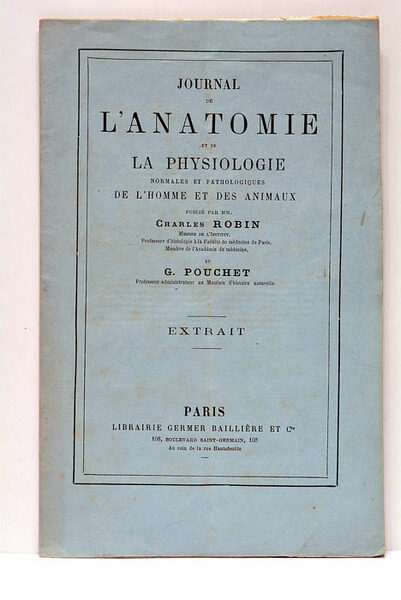 JOURNAL
DE
L'ANATOMIE
ET DE
LA PHYSIOLOGIE
NORMALES ET PATHOLOGIQUES
DE L'HOMME ET DES ANIMAUX
PUBLIÉ PAR MM.
CHARLES ROBIN
MEMBRE DE L'INSTITUT,
Professeur d'histologie à la Faculté de médecine de Paris,
Membre de l'Académie de médecine,
ET
G. POUCHET
Professeur-administrateur au Muséum d'histoire naturelle.
EXTRAIT
PARIS
LIBRAIRIE GERMER BAILLIÈRE ET Cie
108, BOULEVARD SAINT-GERMAIN, 108
Au coin de la rue Hautefeuille